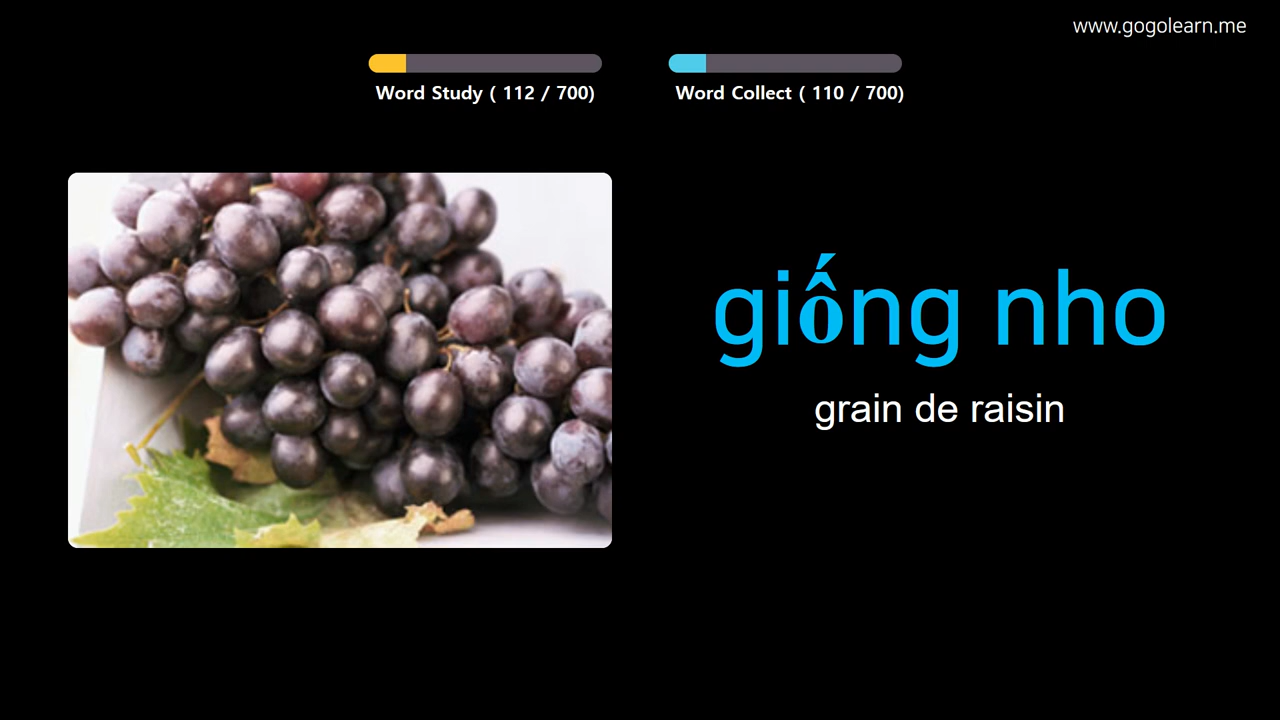 www.gogolearn.me
Word Study ( 112 / 700)
Word Collect ( 110 / 700)
giống nho
grain de raisin